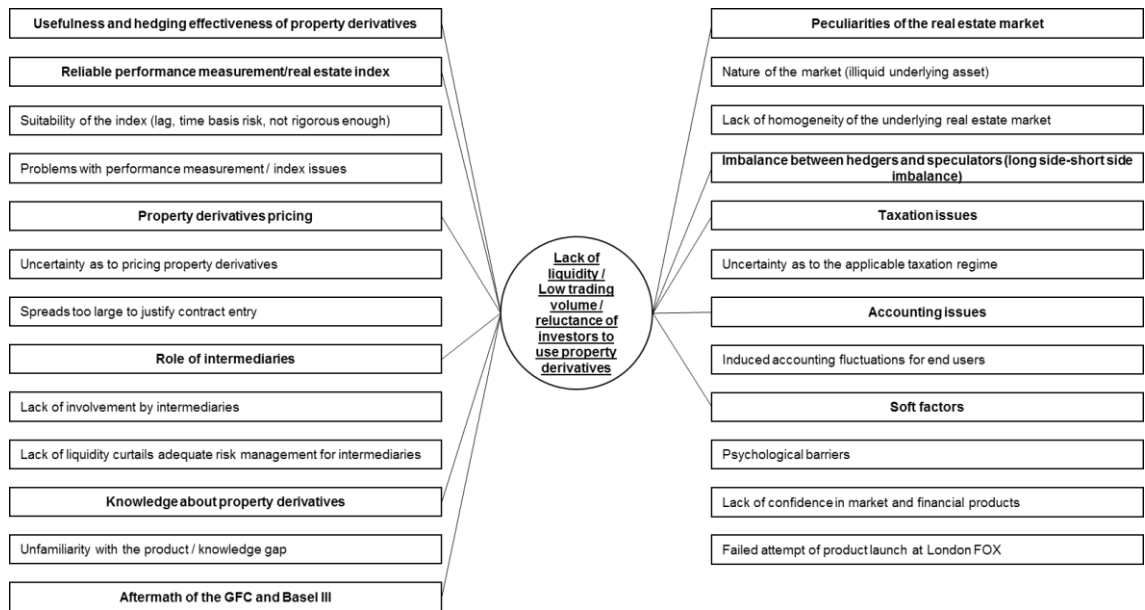 Usefulness and hedging effectiveness of property derivatives
Reliable performance measurement/real estate index
Suitability of the index (lag, time basis risk, not rigorous enough)
Problems with performance measurement / index issues
Property derivatives pricing
Uncertainty as to pricing property derivatives
Spreads too large to justify contract entry
Role of intermediaries
Lack of involvement by intermediaries
Lack of liquidity curtails adequate risk management for intermediaries
Knowledge about property derivatives
Unfamiliarity with the product / knowledge gap
Aftermath of the GFC and Basel III
Lack of
liquidity /
Low trading
volume /
reluctance of
investors to
use property
derivatives
Peculiarities of the real estate market
Nature of the market (illiquid underlying asset)
Lack of homogeneity of the underlying real estate market
Imbalance between hedgers and speculators (long side-short side
imbalance)
Taxation issues
Uncertainty as to the applicable taxation regime
Accounting issues
Induced accounting fluctuations for end users
Soft factors
Psychological barriers
Lack of confidence in market and financial products
Failed attempt of product launch at London FOX